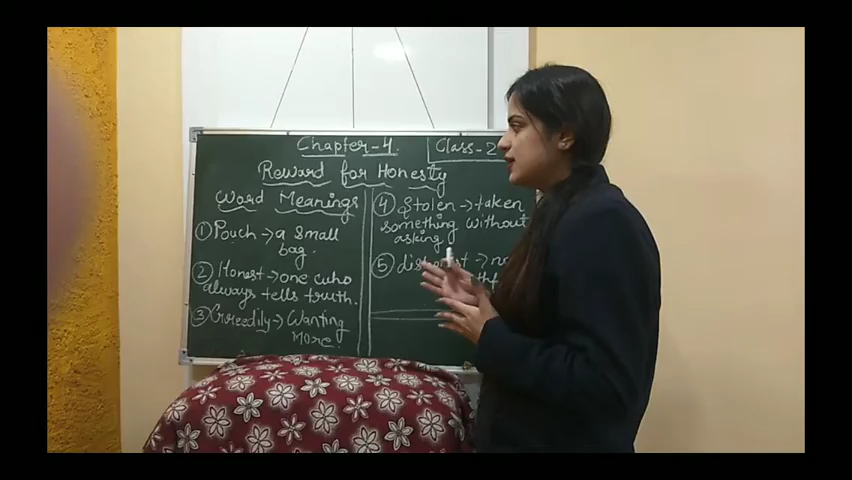 Chapter-4.
Class-2
Reward for Honesty
Word Meanings
① Pouch → a small
bag.
② Honest → one who
always tells truth.
③ Greedily → Wanting
More.
④ Stolen → taken
something without
asking
⑤